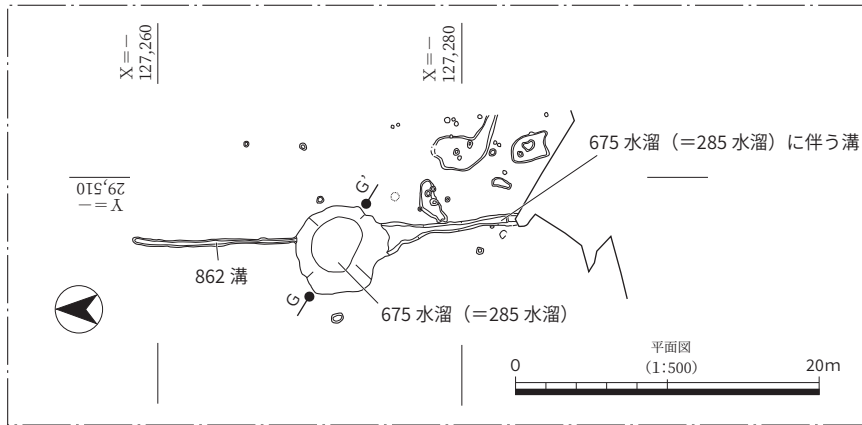 X=－
127,260
X=－
127,280
675 水溜（=285 水溜）に伴う溝
Y=－
29,510
G'
862 溝
G
675 水溜（=285 水溜）
平面図
（1:500）
0
20m